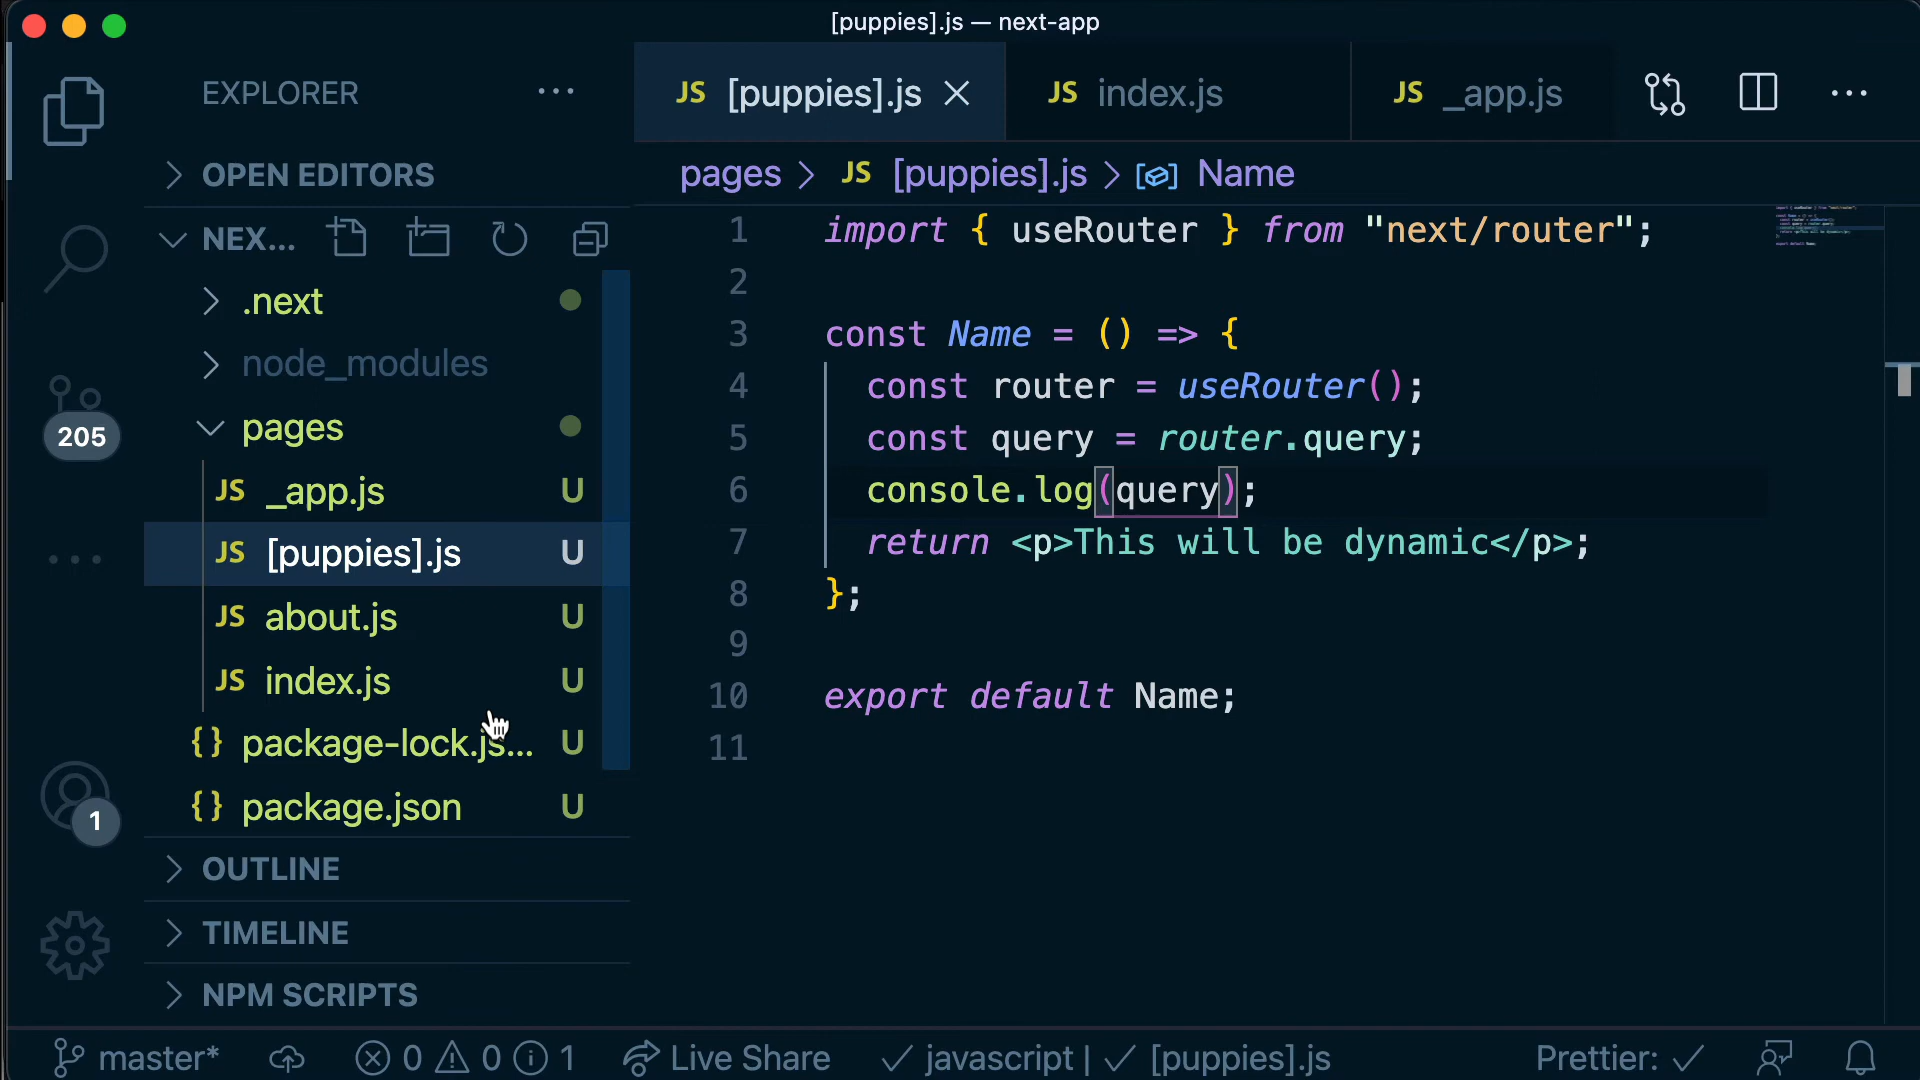 [puppies].js — next-app
EXPLORER ...
JS [puppies].js
JS index.js
JS _app.js
...
OPEN EDITORS
pages > JS [puppies].js > Name
NEX...
.next
node_modules
pages
JS _app.js U
JS [puppies].js U
JS about.js U
JS index.js U
{} package-lock.js... U
{} package.json U
OUTLINE
TIMELINE
NPM SCRIPTS
205
...
1
1 import { useRouter } from "next/router";
2
3 const Name = () => {
4 const router = useRouter();
5 const query = router.query;
6 console.log(query);
7 return <p>This will be dynamic</p>;
8 };
9
10 export default Name;
11
master* 0 0 1 Live Share ✓ javascript | ✓ [puppies].js Prettier: ✓